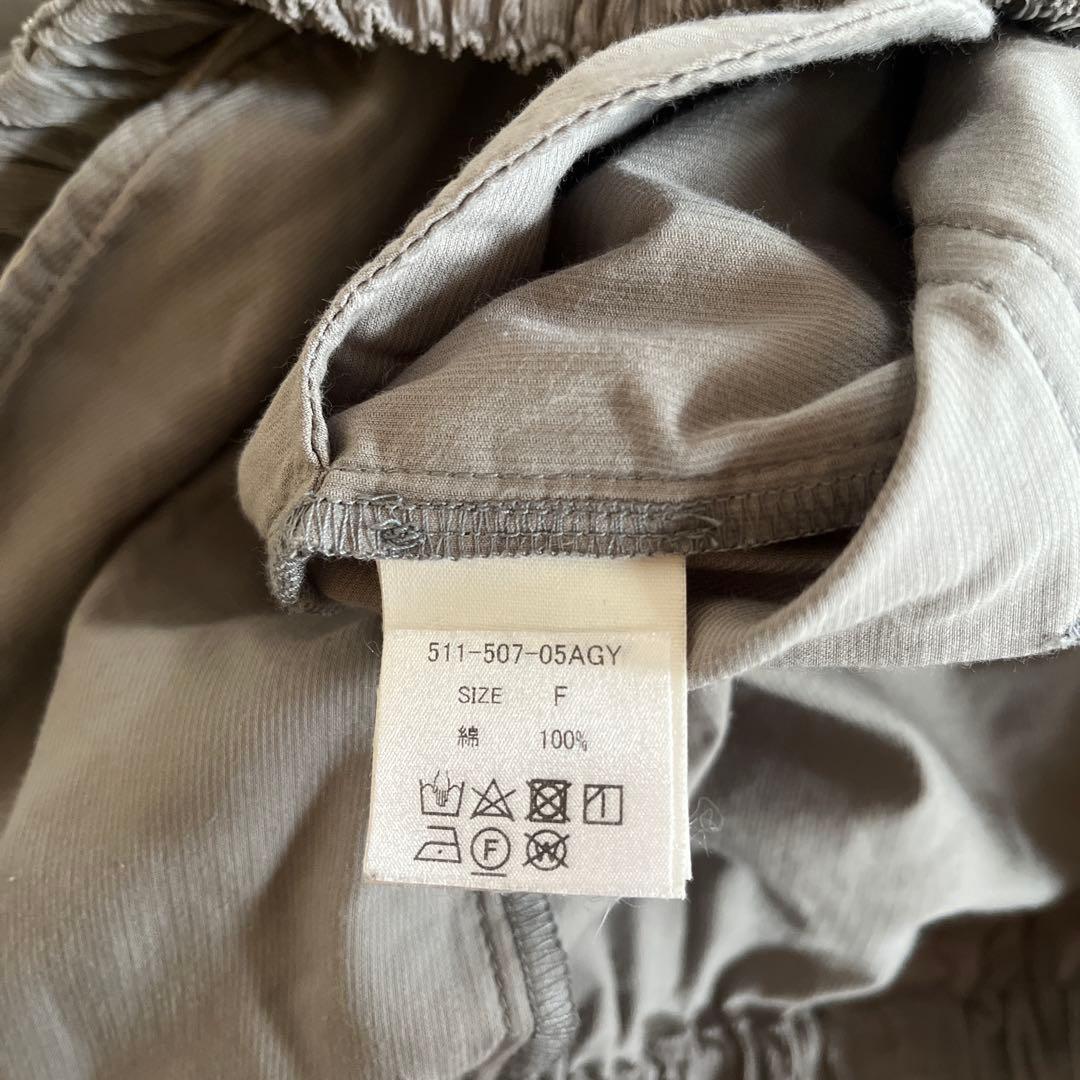 511-507-05AGY
SIZE F
綿 100%
F W